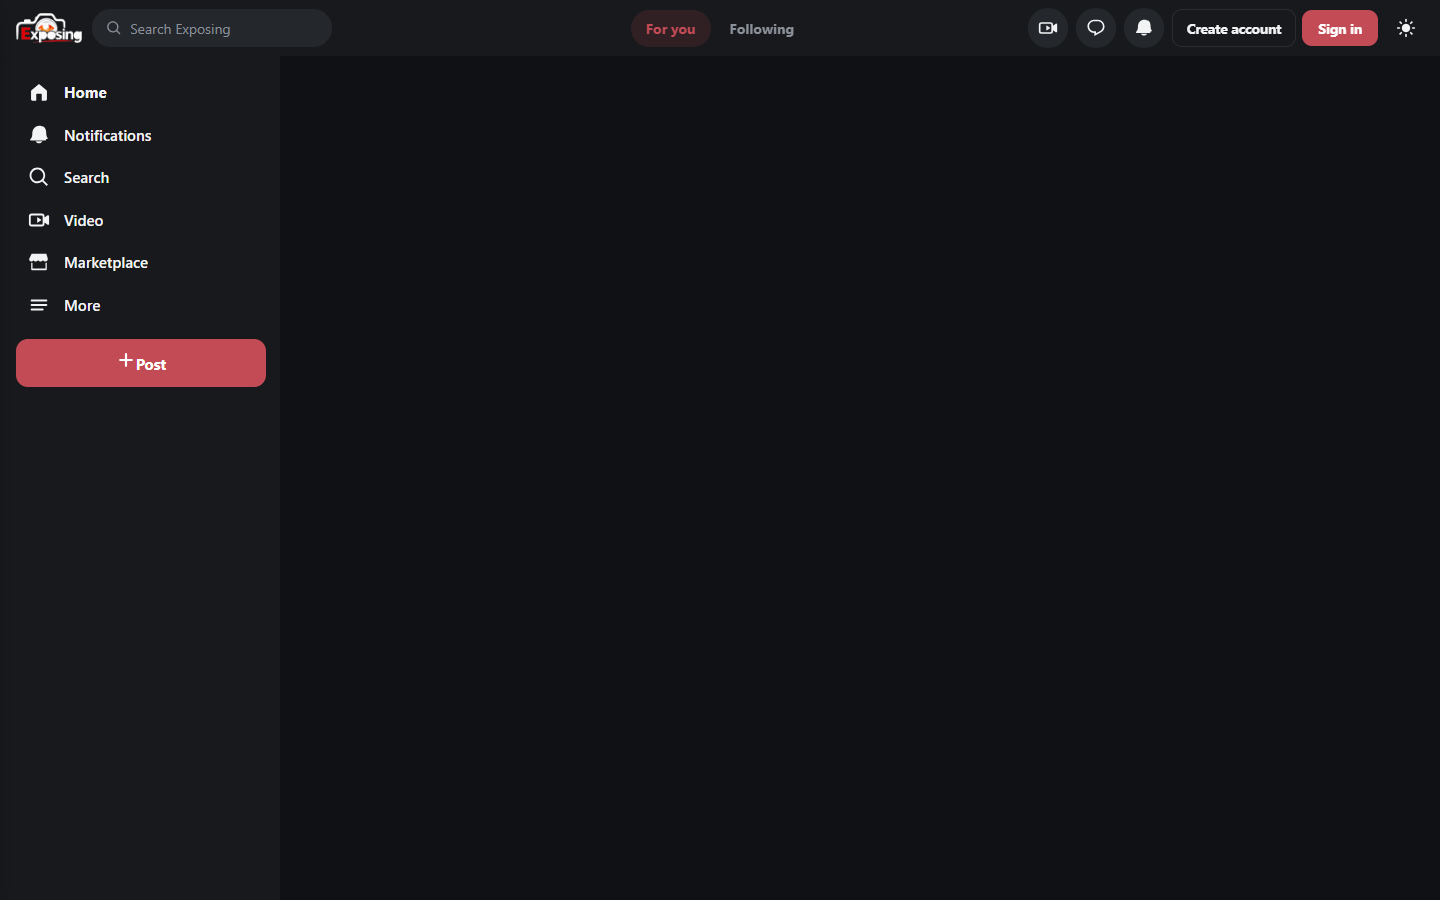 Exposing
Search Exposing
For you
Following
Create account
Sign in
Home
Notifications
Search
Video
Marketplace
More
Post